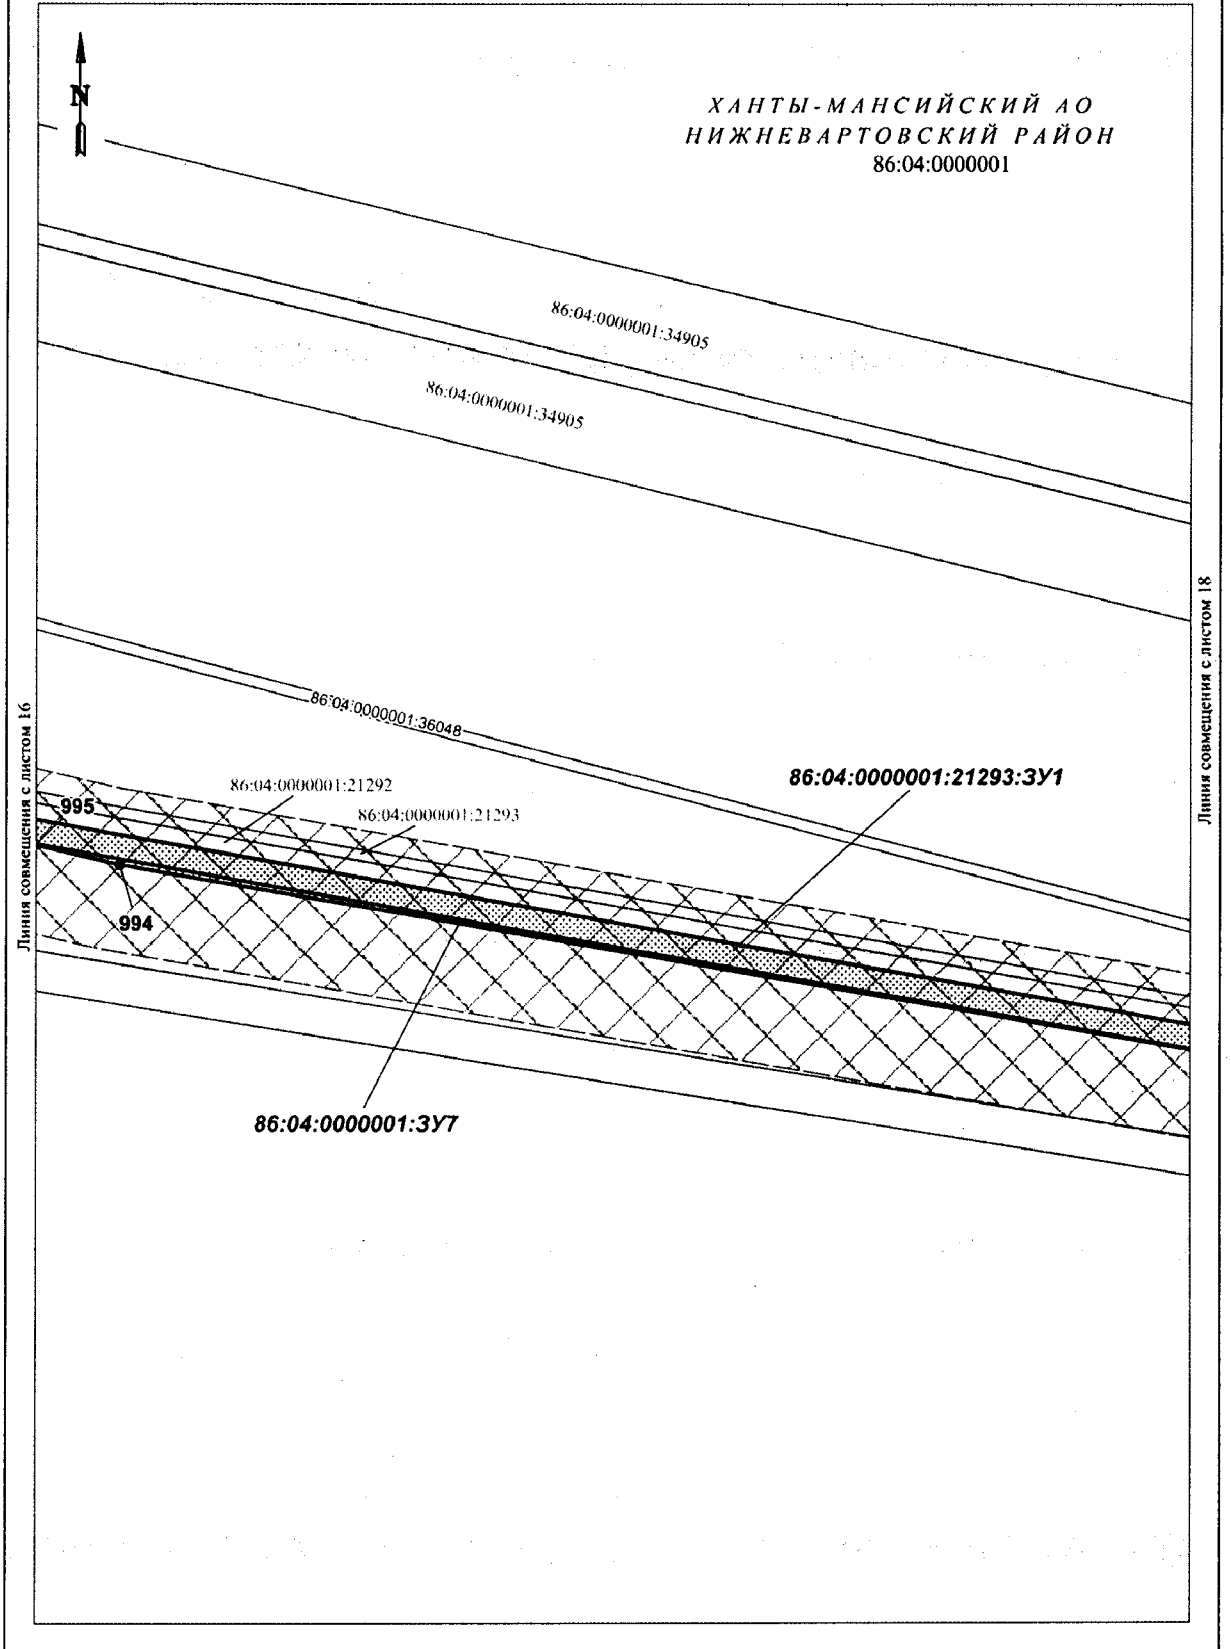 N
ХАНТЫ-МАНСИЙСКИЙ АО
НИЖНЕВАРТОВСКИЙ РАЙОН
86:04:0000001
86:04:0000001:34905
86:04:0000001:34905
86:04:0000001:36048
86:04:0000001:21293:ЗУ1
86:04:0000001:21292
995
86:04:0000001:21293
994
86:04:0000001:ЗУ7
Линия совмещения с листом 16
Линия совмещения с листом 18